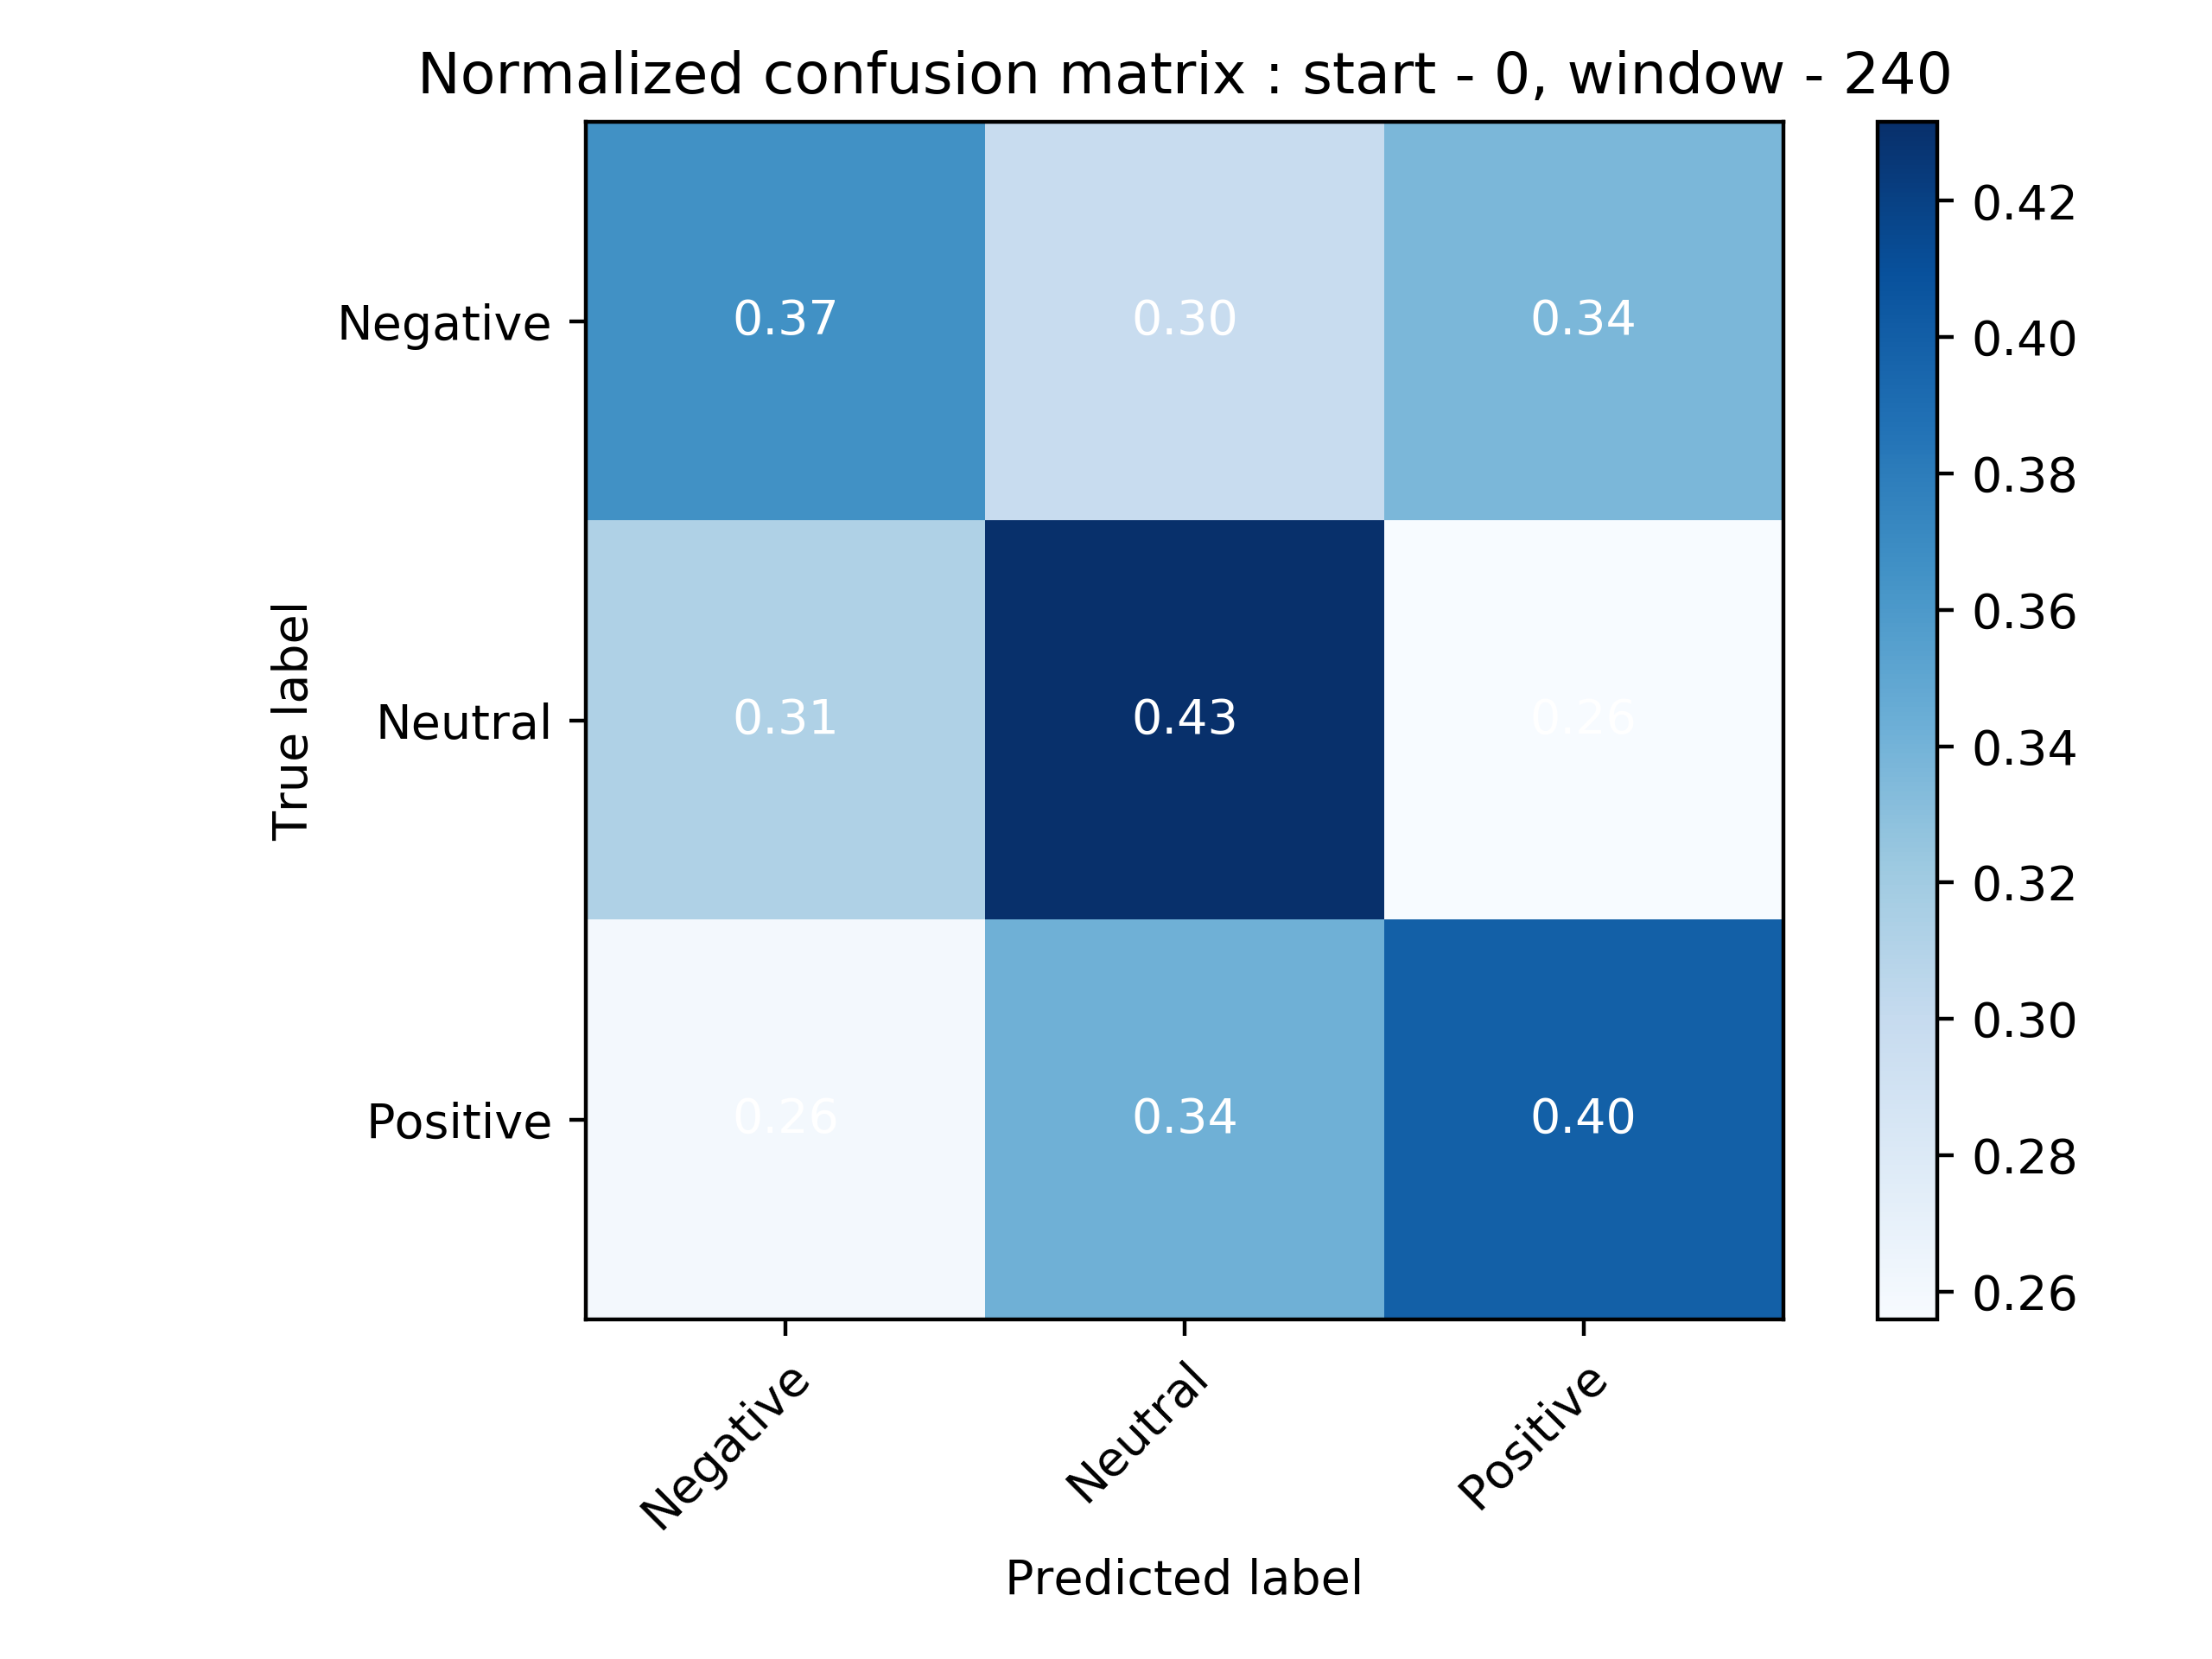 Normalized confusion matrix : start - 0, window - 240
Negative
0.37
0.30
0.34
Neutral
0.31
0.43
0.26
Positive
0.26
0.34
0.40
True label
Negative
Neutral
Positive
Predicted label
0.42
0.40
0.38
0.36
0.34
0.32
0.30
0.28
0.26